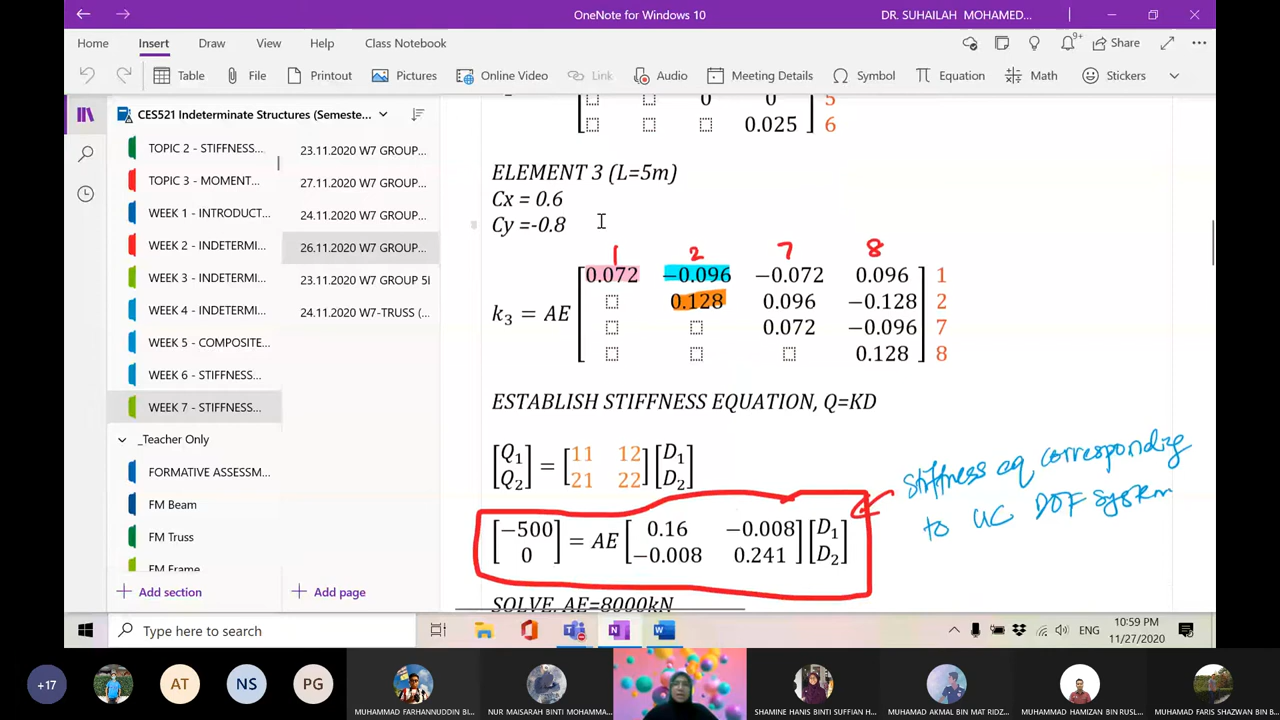 OneNote for Windows 10
DR. SUHAILAH MOHAMED...
Home Insert Draw View Help Class Notebook
9+ Share
Table File Printout Pictures Online Video Link Audio Meeting Details Symbol π Equation Math Stickers
CES521 Indeterminate Structures (Semeste...
TOPIC 2 - STIFFNESS...
TOPIC 3 - MOMENT...
WEEK 1 - INTRODUCT...
WEEK 2 - INDETERMI...
WEEK 3 - INDETERMI...
WEEK 4 - INDETERMI...
WEEK 5 - COMPOSITE...
WEEK 6 - STIFFNESS...
WEEK 7 - STIFFNESS...
_Teacher Only
FORMATIVE ASSESSM...
FM Beam
FM Truss
FM Frame
Add section
23.11.2020 W7 GROUP...
27.11.2020 W7 GROUP...
24.11.2020 W7 GROUP...
26.11.2020 W7 GROUP...
23.11.2020 W7 GROUP 5I
24.11.2020 W7-TRUSS (...
Add page
0 0 5
0.025 6
ELEMENT 3 (L=5m)
Cx = 0.6
Cy =-0.8
1 2 7 8
0.072 −0.096 −0.072 0.096 1
k₃ = AE
0.128 0.096 −0.128 2
0.072 −0.096 7
0.128 8
ESTABLISH STIFFNESS EQUATION, Q=KD
[Q₁ Q₂] = [11 12 21 22] [D₁ D₂]
[−500 0] = AE [0.16 −0.008 −0.008 0.241] [D₁ D₂]
stiffness eq corresponding
to UC DOF system
SOLVE, AE=8000kN
Type here to search
ENG
10:59 PM
11/27/2020
+17
AT
NS
PG
MUHAMMAD FARHANNUDDIN BI...
NUR MAISARAH BINTI MOHAMMA...
SHAMINE HANIS BINTI SUFFIAN H...
MUHAMAD AKMAL BIN MAT RIDZ...
MUHAMAD HAMIZAN BIN RUSL...
MUHAMAD FARIS SHAZWAN BIN S...